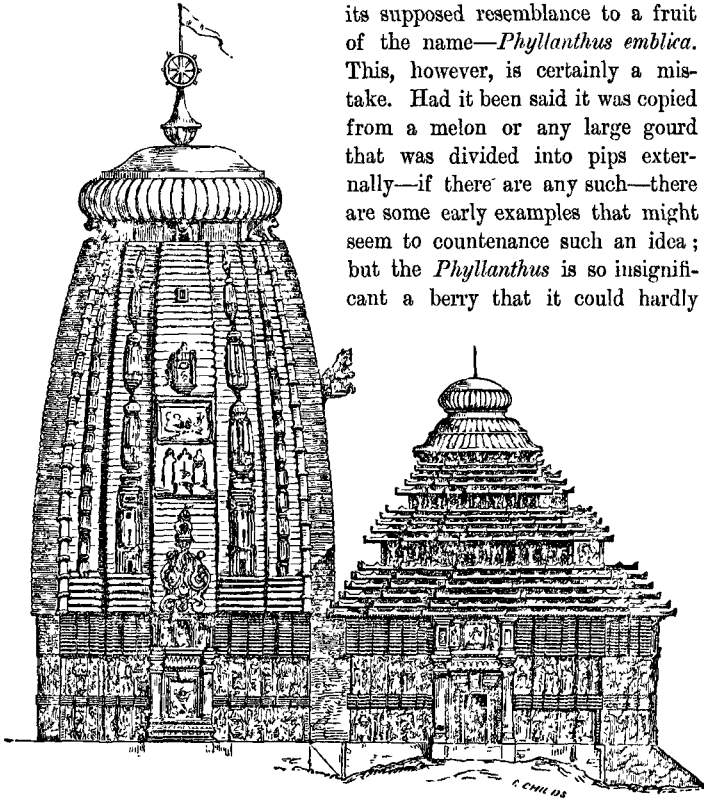 its supposed resemblance to a fruit
of the name—Phyllanthus emblica.
This, however, is certainly a mis-
take. Had it been said it was copied
from a melon or any large gourd
that was divided into pips exter-
nally—if there are any such—there
are some early examples that might
seem to countenance such an idea;
but the Phyllanthus is so insignifi-
cant a berry that it could hardly
CHILDS